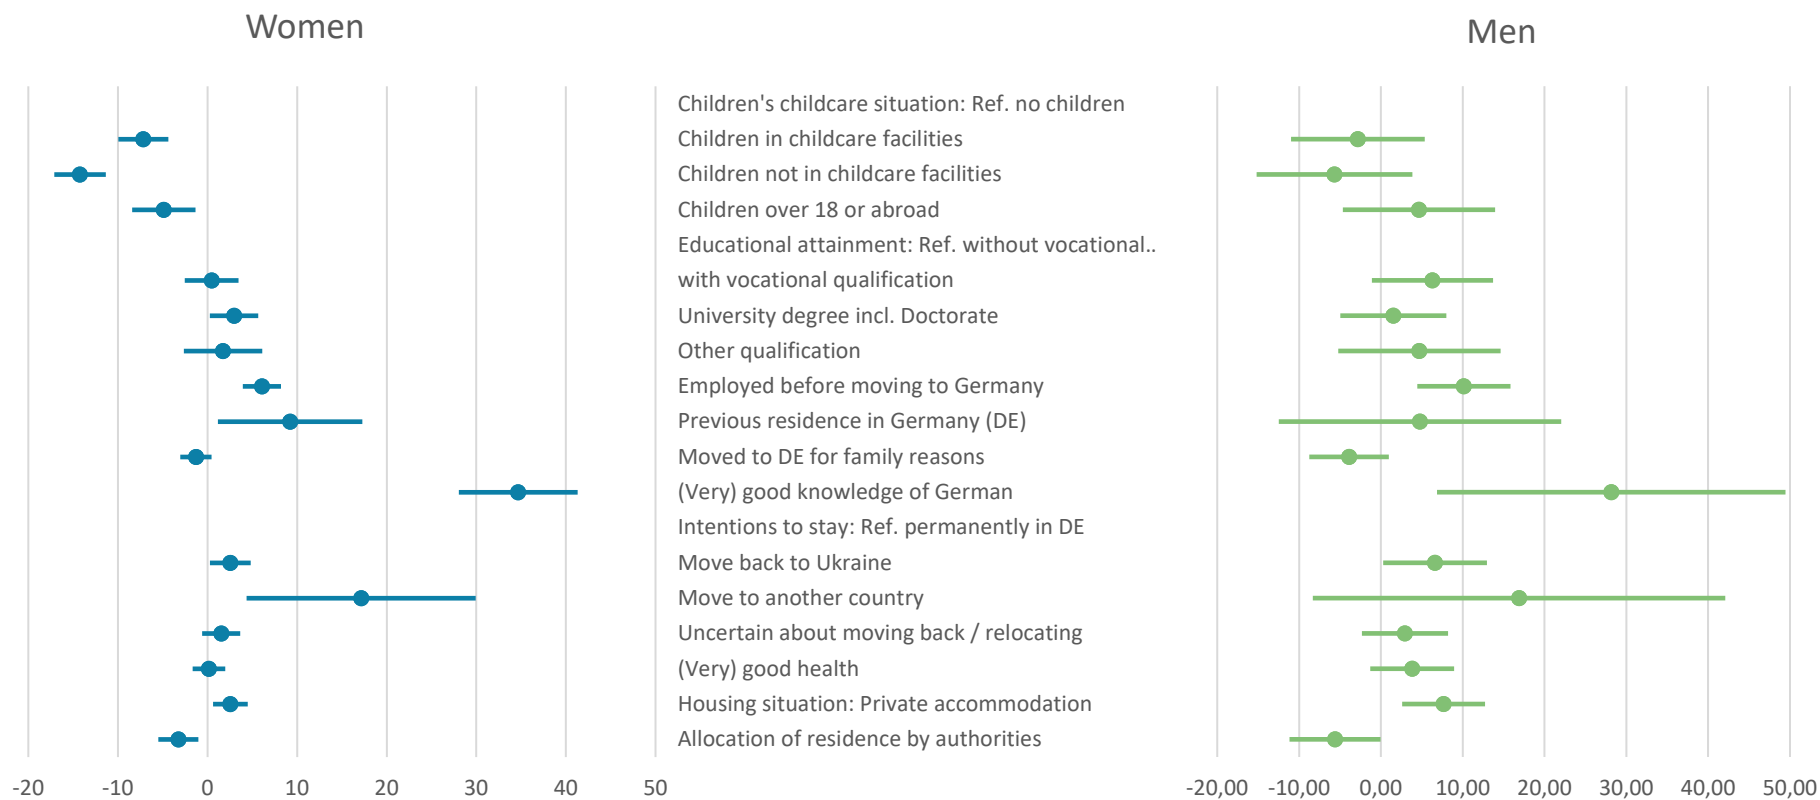 Women
Men
Children's childcare situation: Ref. no children
Children in childcare facilities
Children not in childcare facilities
Children over 18 or abroad
Educational attainment: Ref. without vocational..
with vocational qualification
University degree incl. Doctorate
Other qualification
Employed before moving to Germany
Previous residence in Germany (DE)
Moved to DE for family reasons
(Very) good knowledge of German
Intentions to stay: Ref. permanently in DE
Move back to Ukraine
Move to another country
Uncertain about moving back / relocating
(Very) good health
Housing situation: Private accommodation
Allocation of residence by authorities
-20 -10 0 10 20 30 40 50
-20,00 -10,00 0,00 10,00 20,00 30,00 40,00 50,00